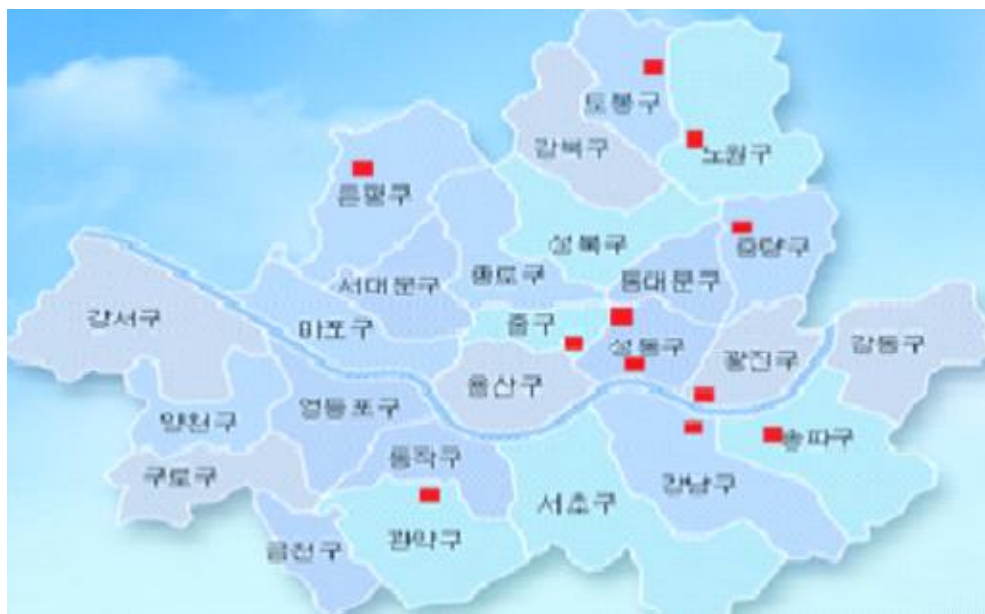 도봉구
강북구
노원구
은평구
성북구
중랑구
서대문구
종로구
동대문구
강서구
마포구
중구
성동구
광진구
강동구
용산구
양천구
영등포구
동작구
송파구
구로구
강남구
서초구
금천구
관악구